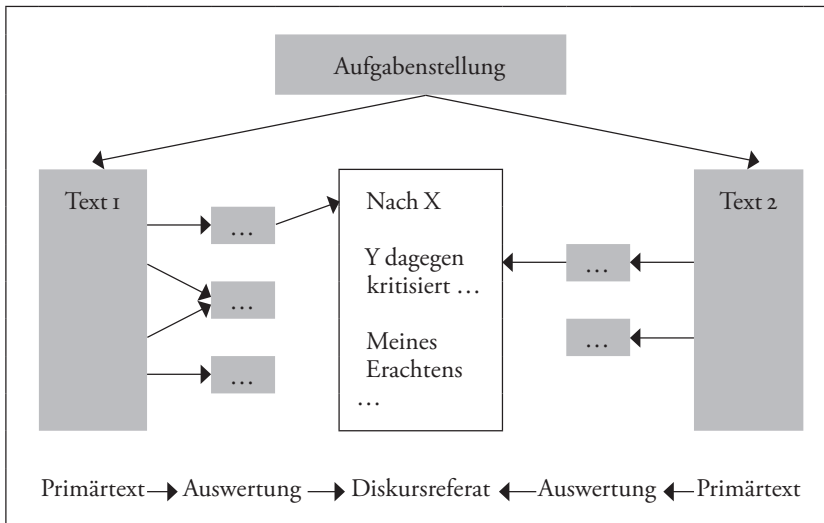 Aufgabenstellung
Text 1
…
…
…
Nach X
Y dagegen
kritisiert …
Meines
Erachtens
…
…
…
Text 2
Primärtext Auswertung Diskursreferat Auswertung Primärtext